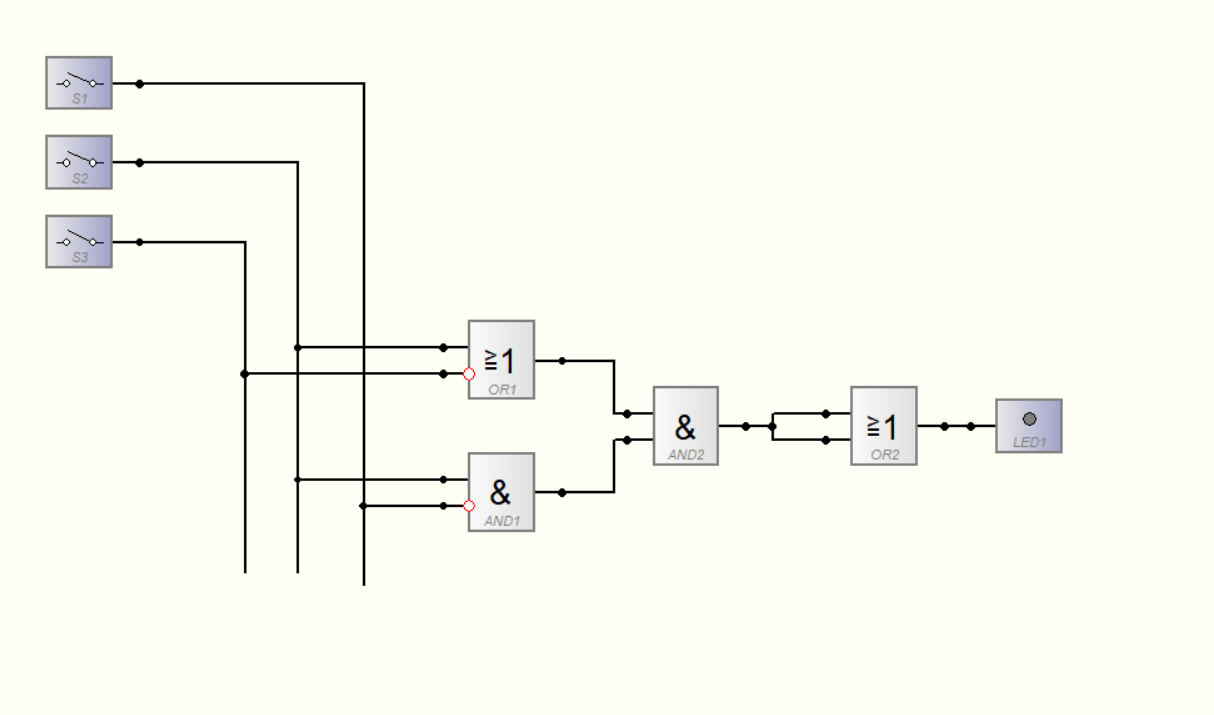 S1
S2
S3
≧1
OR1
&
AND1
&
AND2
≧1
OR2
LED1